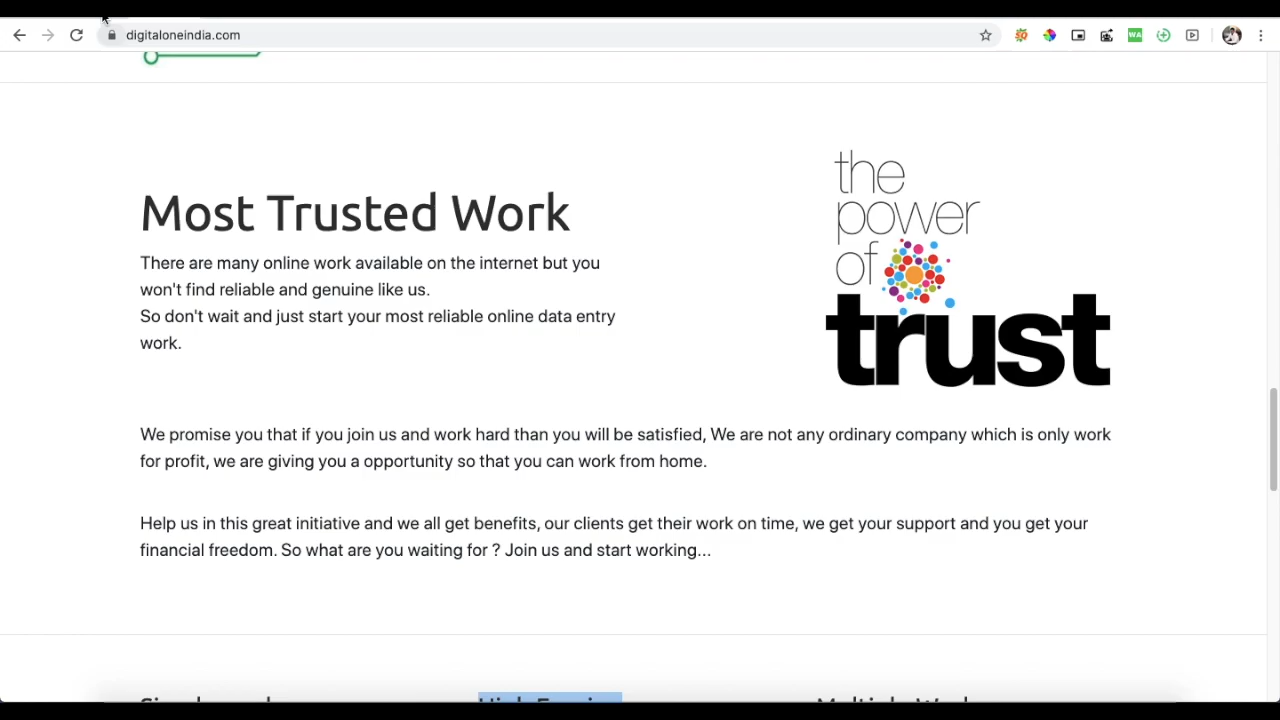 digitaloneindia.com
WA
the
power
of
trust
Most Trusted Work
There are many online work available on the internet but you
won't find reliable and genuine like us.
So don't wait and just start your most reliable online data entry
work.
We promise you that if you join us and work hard than you will be satisfied, We are not any ordinary company which is only work
for profit, we are giving you a opportunity so that you can work from home.
Help us in this great initiative and we all get benefits, our clients get their work on time, we get your support and you get your
financial freedom. So what are you waiting for ? Join us and start working...